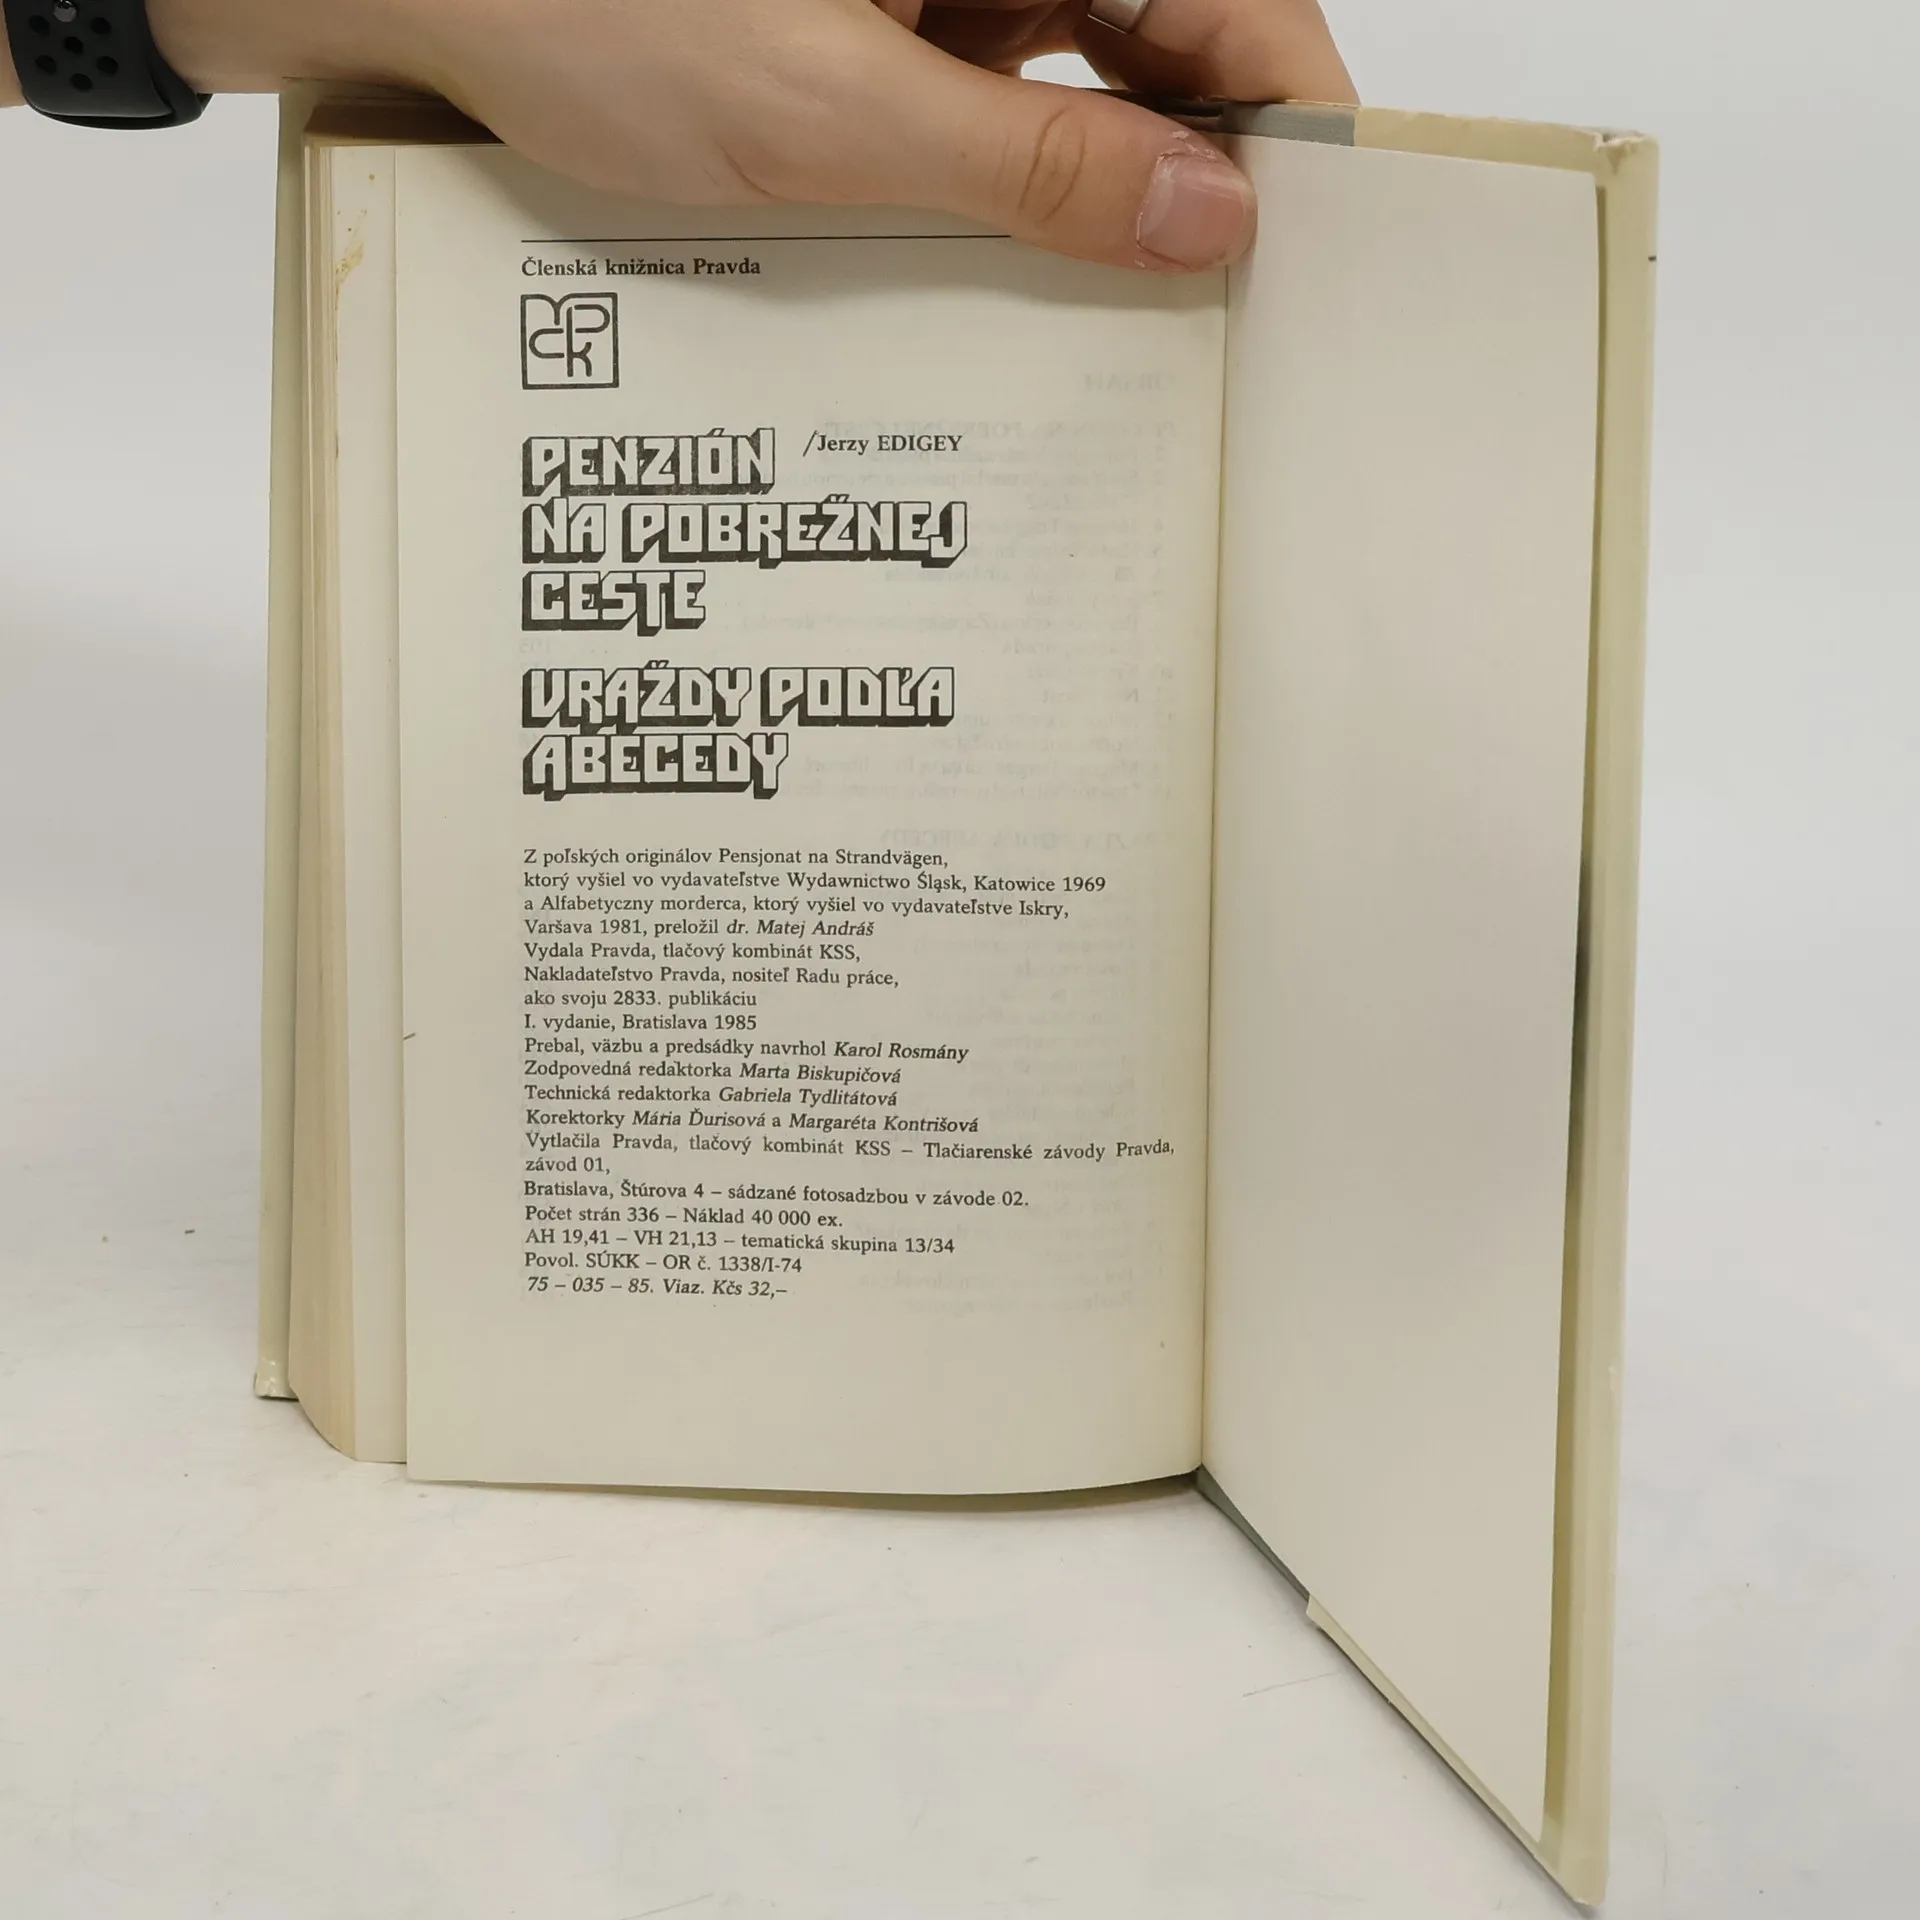 Členská knižnica Pravda
PENZIÓN /Jerzy EDIGEY
NA POBREŽNEJ
CESTE
VRAŽDY PODĽA
ABECEDY
Z poľských originálov Pensjonat na Strandvägen,
ktorý vyšiel vo vydavateľstve Wydawnictwo Śląsk, Katowice 1969
a Alfabetyczny morderca, ktorý vyšiel vo vydavateľstve Iskry,
Varšava 1981, preložil dr. Matej Andráš
Vydala Pravda, tlačový kombinát KSS,
Nakladateľstvo Pravda, nositeľ Radu práce,
ako svoju 2833. publikáciu
I. vydanie, Bratislava 1985
Prebal, väzbu a predsádky navrhol Karol Rosmány
Zodpovedná redaktorka Marta Biskupičová
Technická redaktorka Gabriela Tydlitátová
Korektorky Mária Ďurisová a Margaréta Kontrišová
Vytlačila Pravda, tlačový kombinát KSS – Tlačiarenské závody Pravda,
závod 01,
Bratislava, Štúrova 4 – sádzané fotosadzbou v závode 02.
Počet strán 336 – Náklad 40 000 ex.
AH 19,41 – VH 21,13 – tematická skupina 13/34
Povol. SÚKK – OR č. 1338/I-74
75 – 035 – 85. Viaz. Kčs 32,–